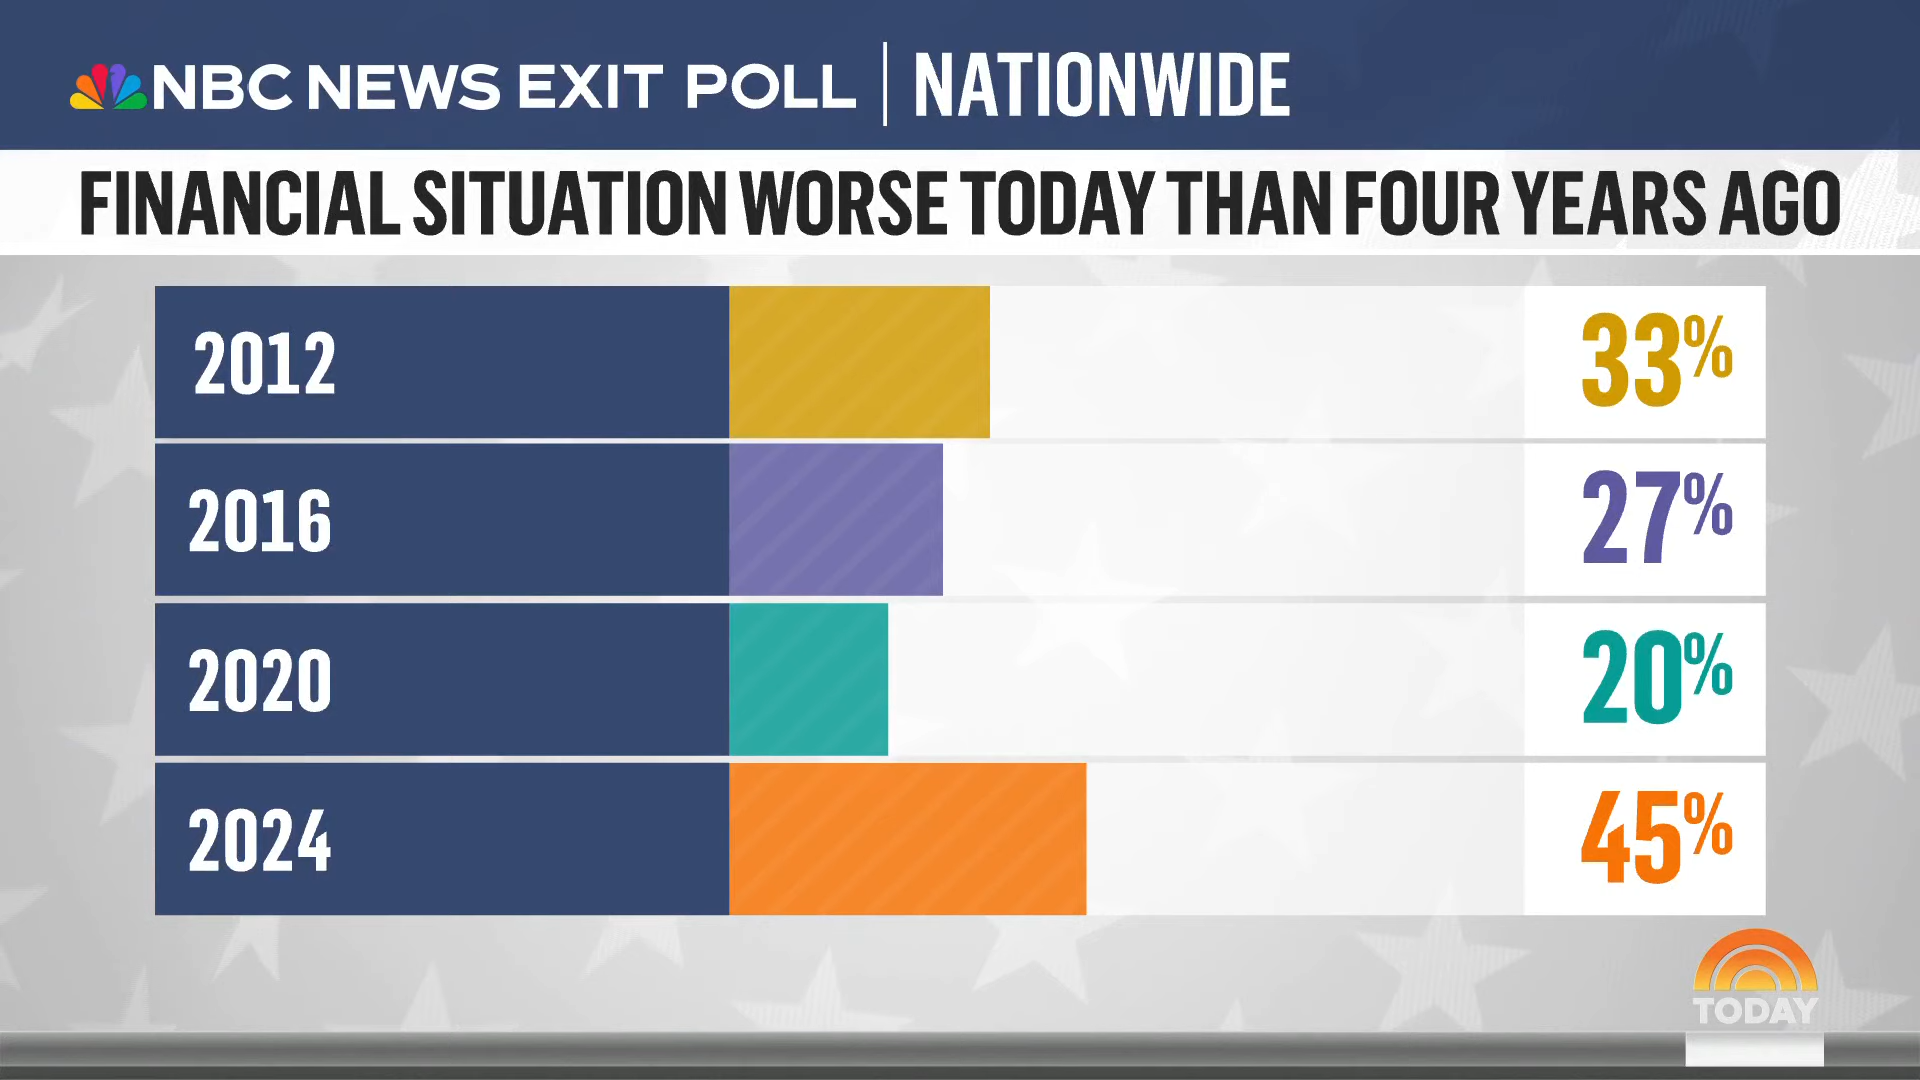 NBC NEWS EXIT POLL | NATIONWIDE
FINANCIAL SITUATION WORSE TODAY THAN FOUR YEARS AGO
2012 33%
2016 27%
2020 20%
2024 45%
TODAY